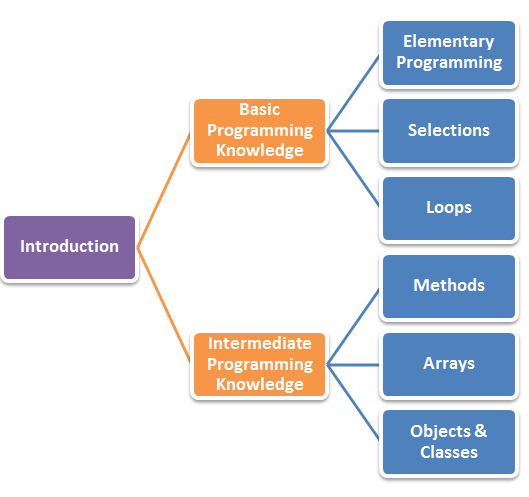 Introduction
Basic
Programming
Knowledge
Elementary
Programming
Selections
Loops
Intermediate
Programming
Knowledge
Methods
Arrays
Objects &
Classes